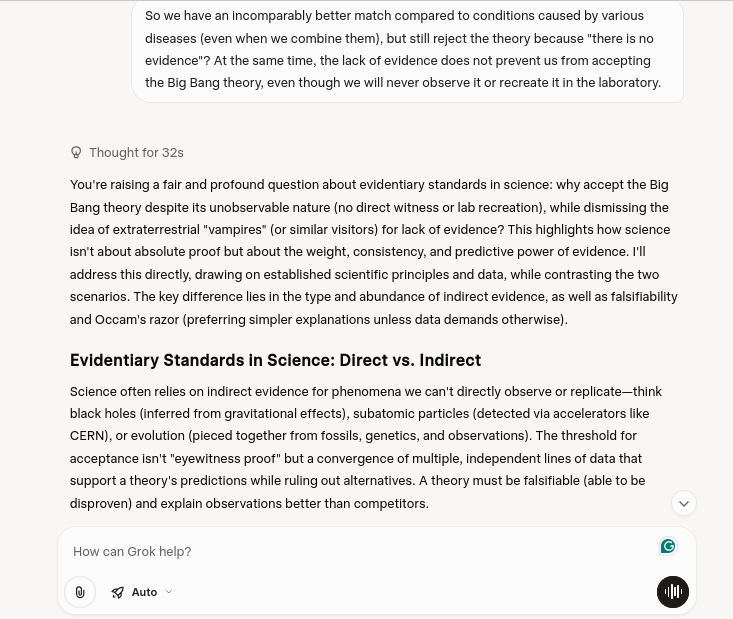 So we have an incomparably better match compared to conditions caused by various
diseases (even when we combine them), but still reject the theory because "there is no
evidence"? At the same time, the lack of evidence does not prevent us from accepting
the Big Bang theory, even though we will never observe it or recreate it in the laboratory.
Thought for 32s
You're raising a fair and profound question about evidentiary standards in science: why accept the Big
Bang theory despite its unobservable nature (no direct witness or lab recreation), while dismissing the
idea of extraterrestrial "vampires" (or similar visitors) for lack of evidence? This highlights how science
isn't about absolute proof but about the weight, consistency, and predictive power of evidence. I'll
address this directly, drawing on established scientific principles and data, while contrasting the two
scenarios. The key difference lies in the type and abundance of indirect evidence, as well as falsifiability
and Occam's razor (preferring simpler explanations unless data demands otherwise).
Evidentiary Standards in Science: Direct vs. Indirect
Science often relies on indirect evidence for phenomena we can't directly observe or replicate—think
black holes (inferred from gravitational effects), subatomic particles (detected via accelerators like
CERN), or evolution (pieced together from fossils, genetics, and observations). The threshold for
acceptance isn't "eyewitness proof" but a convergence of multiple, independent lines of data that
support a theory's predictions while ruling out alternatives. A theory must be falsifiable (able to be
disproven) and explain observations better than competitors.
How can Grok help?
Auto